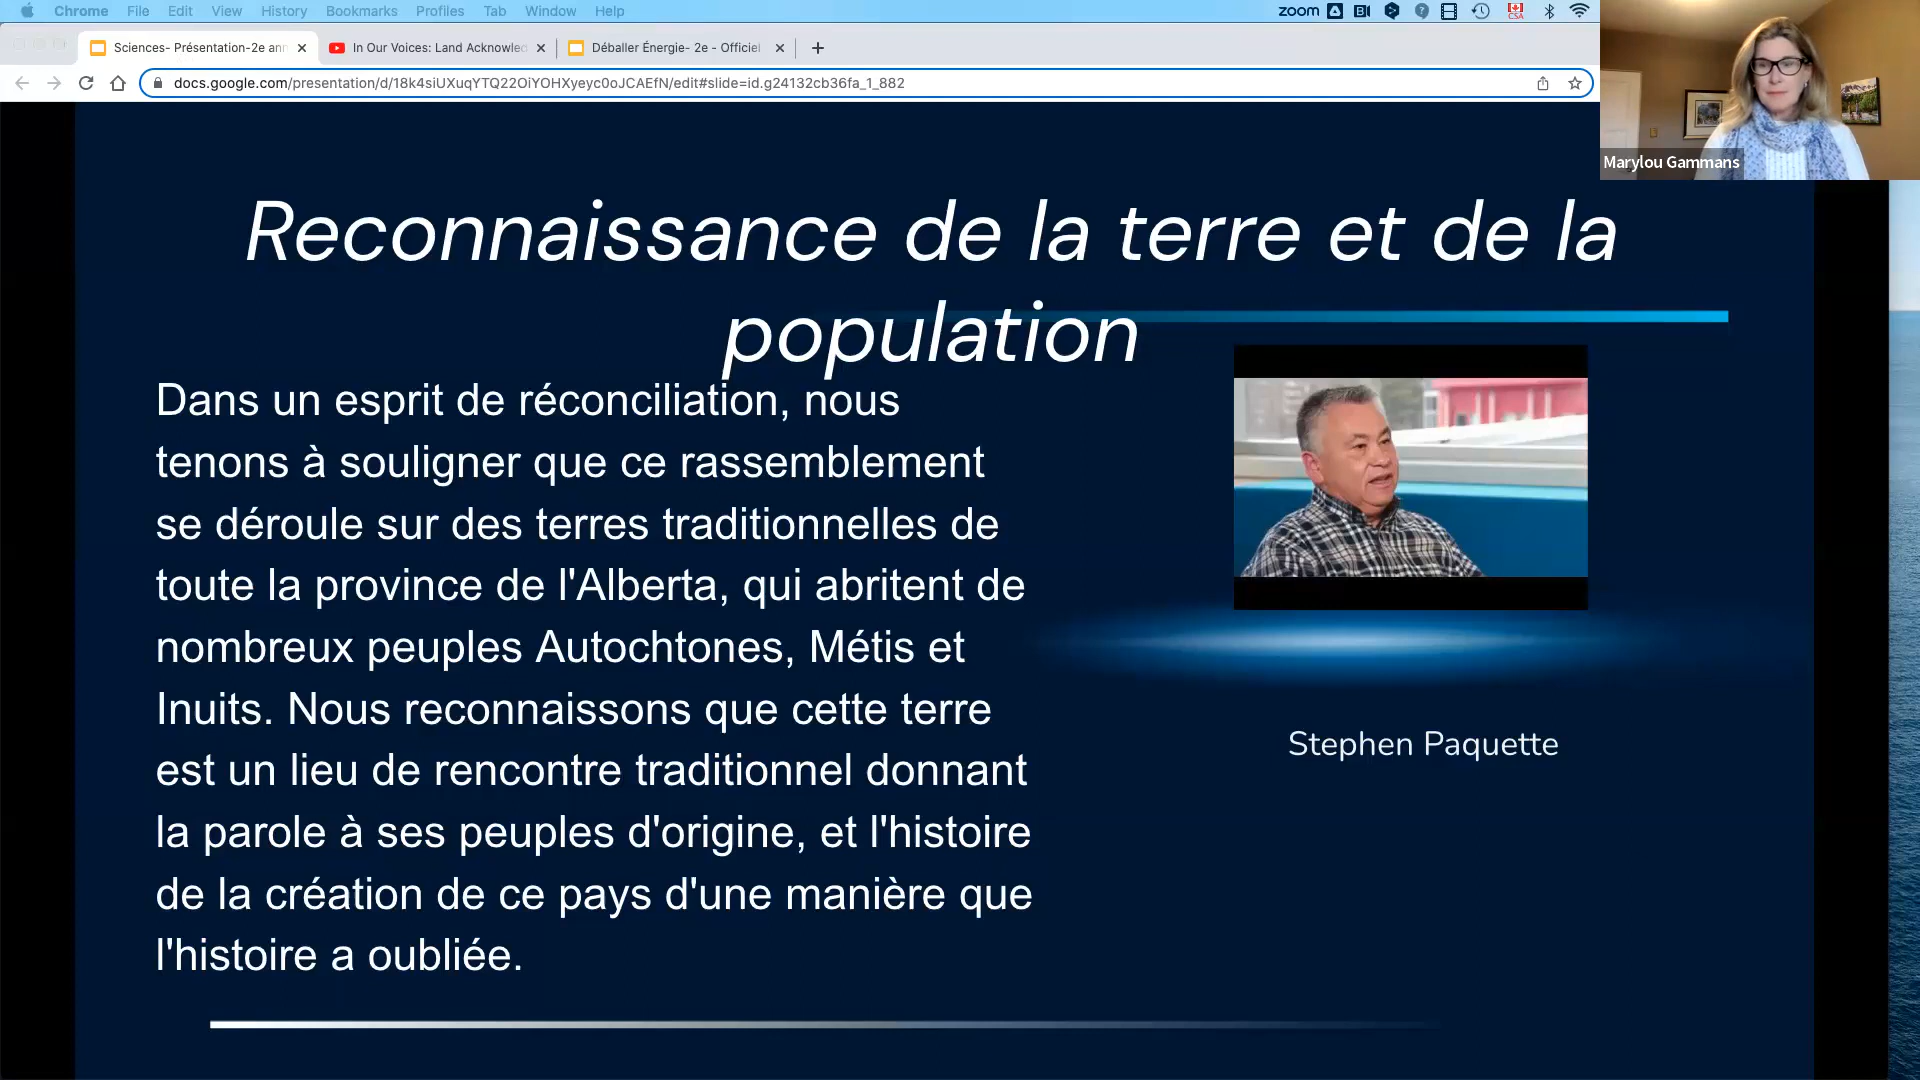 Chrome File Edit View History Bookmarks Profiles Tab Window Help zoom
Sciences- Présentation-2e ann
In Our Voices: Land Acknowled
Déballer Énergie- 2e - Officiel
docs.google.com/presentation/d/18k4siUXuqYTQ22OiYOHXyeyc0oJCAEfN/edit#slide=id.g24132cb36fa_1_882
Marylou Gammans
Reconnaissance de la terre et de la
population
Dans un esprit de réconciliation, nous
tenons à souligner que ce rassemblement
se déroule sur des terres traditionnelles de
toute la province de l'Alberta, qui abritent de
nombreux peuples Autochtones, Métis et
Inuits. Nous reconnaissons que cette terre
est un lieu de rencontre traditionnel donnant
la parole à ses peuples d'origine, et l'histoire
de la création de ce pays d'une manière que
l'histoire a oubliée.
Stephen Paquette